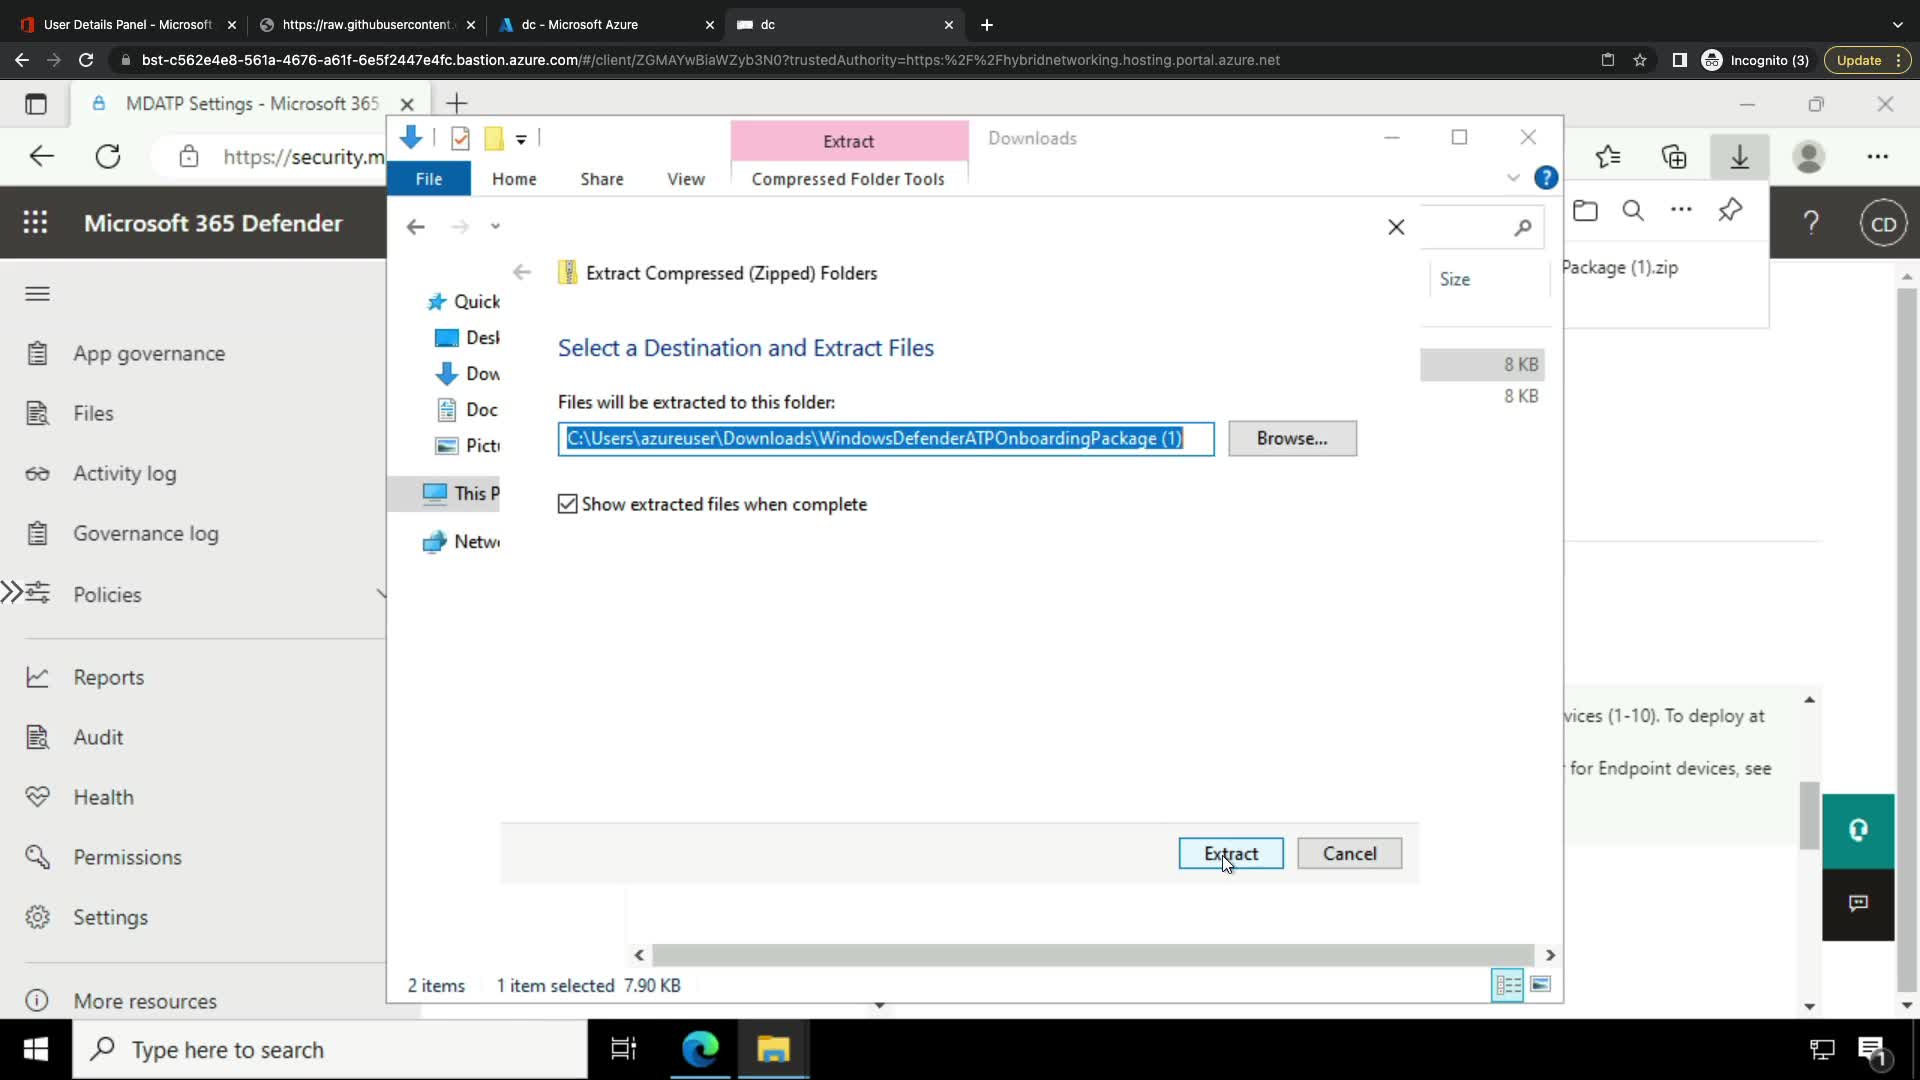 User Details Panel - Microsoft
https://raw.githubusercontent.
dc - Microsoft Azure
dc
bst-c562e4e8-561a-4676-a61f-6e5f2447e4fc.bastion.azure.com/#/client/ZGMAYwBiaWZyb3N0?trustedAuthority=https:%2F%2Fhybridnetworking.hosting.portal.azure.net
Incognito (3)
Update
MDATP Settings - Microsoft 365
https://security.m
Extract
Downloads
File
Home
Share
View
Compressed Folder Tools
Microsoft 365 Defender
CD
Package (1).zip
Extract Compressed (Zipped) Folders
Size
Quick
Desk
Dow
Doc
Pictu
This P
Netwo
8 KB
8 KB
Select a Destination and Extract Files
Files will be extracted to this folder:
C:\Users\azureuser\Downloads\WindowsDefenderATPOnboardingPackage (1)
Browse...
Show extracted files when complete
App governance
Files
Activity log
Governance log
Policies
Reports
Audit
Health
Permissions
Settings
More resources
vices (1-10). To deploy at
for Endpoint devices, see
Extract
Cancel
2 items
1 item selected 7.90 KB
Type here to search
1